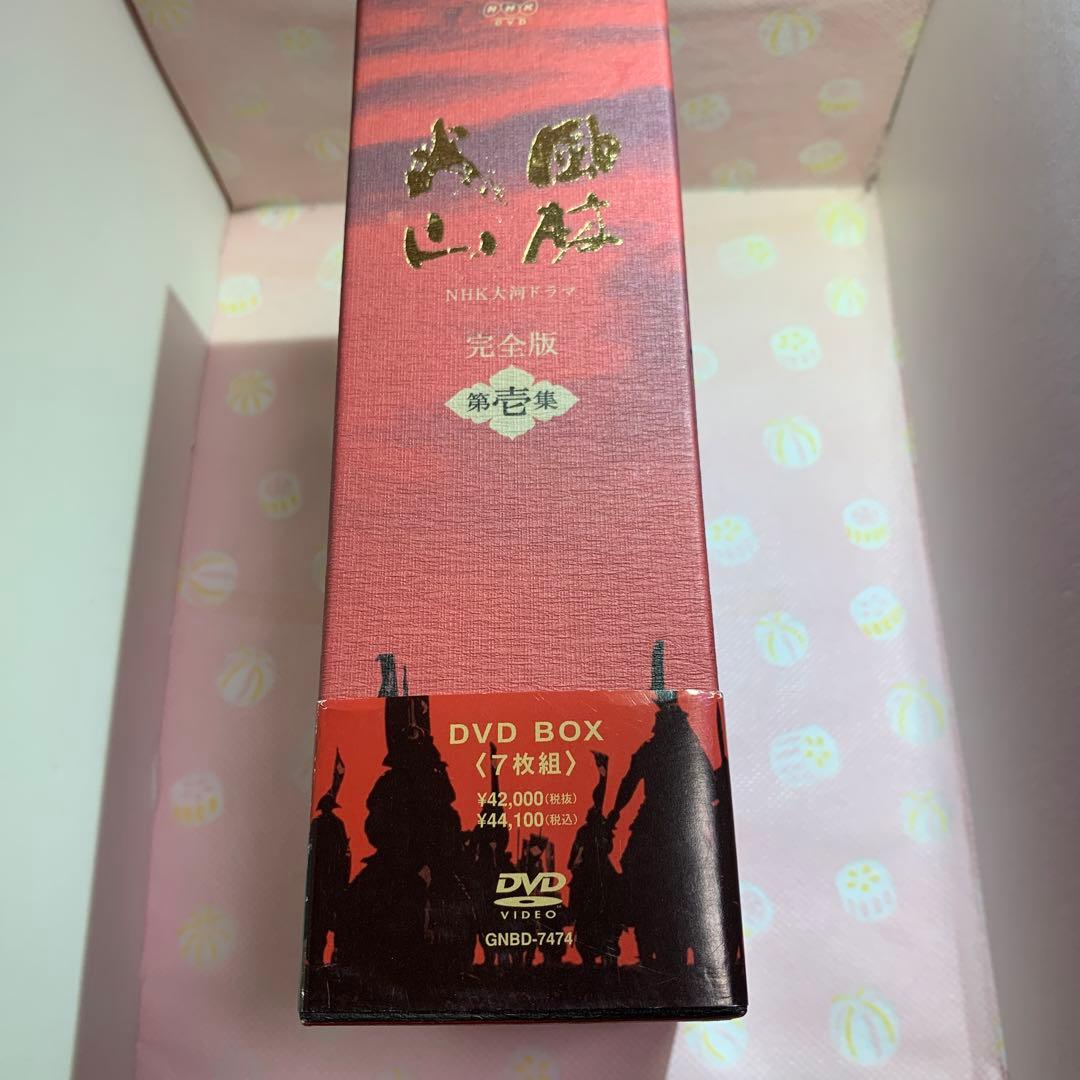 NHK
DVD
風林
火山
NHK大河ドラマ
完全版
第壱集
DVD BOX
〈7枚組〉
¥42,000(税抜)
¥44,100(税込)
DVD
VIDEO
GNBD-7474